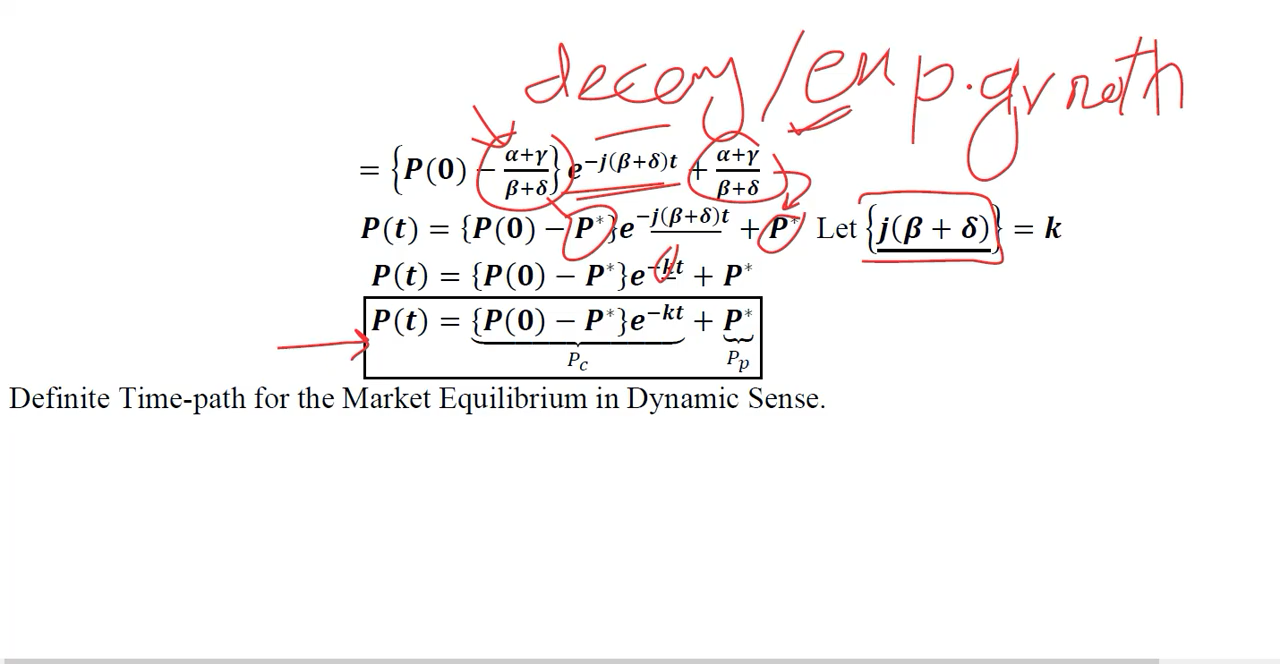 decay/exp.growth
= {P(0) − α+γ/β+δ} e^−j(β+δ)t + α+γ/β+δ
P(t) = {P(0) − P*}e^−j(β+δ)t + P* Let {j(β + δ)} = k
P(t) = {P(0) − P*}e^−kt + P*
P(t) = {P(0) − P*}e^−kt + P*
P_c P_p
Definite Time-path for the Market Equilibrium in Dynamic Sense.